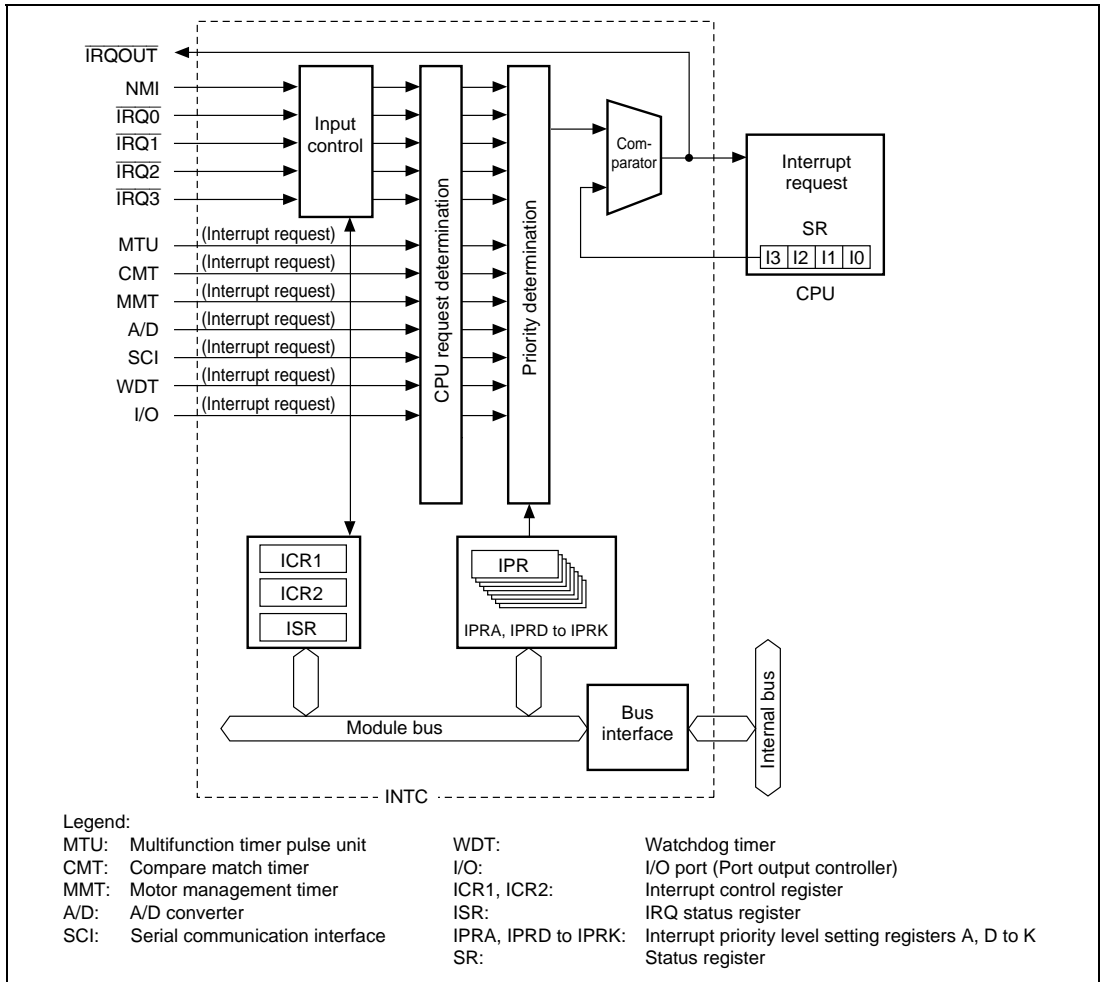 IRQOUT
NMI
IRQ0
IRQ1
IRQ2
IRQ3
MTU
CMT
MMT
A/D
SCI
WDT
I/O
(Interrupt request)
(Interrupt request)
(Interrupt request)
(Interrupt request)
(Interrupt request)
(Interrupt request)
(Interrupt request)
Input
control
CPU request determination
Priority determination
Com-
parator
Interrupt
request
SR
I3 I2 I1 I0
CPU
ICR1
ICR2
ISR
IPR
IPRA, IPRD to IPRK
Module bus
Bus
interface
Internal bus
INTC
Legend:
MTU: Multifunction timer pulse unit
CMT: Compare match timer
MMT: Motor management timer
A/D: A/D converter
SCI: Serial communication interface
WDT: Watchdog timer
I/O: I/O port (Port output controller)
ICR1, ICR2: Interrupt control register
ISR: IRQ status register
IPRA, IPRD to IPRK: Interrupt priority level setting registers A, D to K
SR: Status register